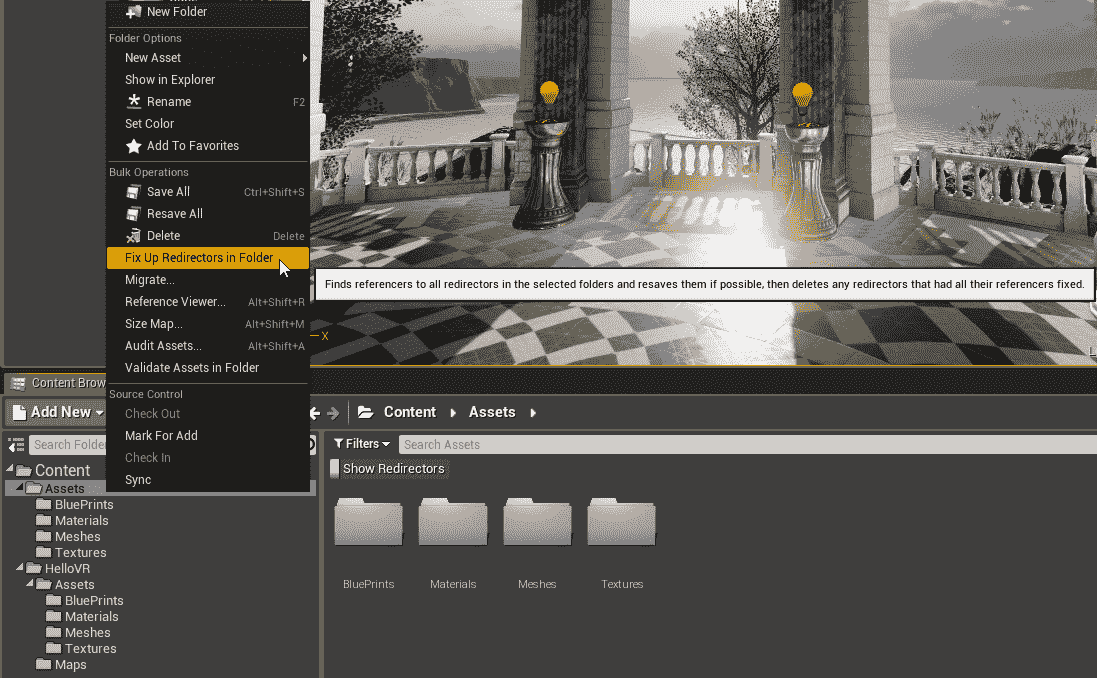 New Folder
Folder Options
New Asset
Show in Explorer
Rename F2
Set Color
Add To Favorites
Bulk Operations
Save All Ctrl+Shift+S
Resave All
Delete Delete
Fix Up Redirectors in Folder
Migrate...
Reference Viewer... Alt+Shift+R
Size Map... Alt+Shift+M
Audit Assets... Alt+Shift+A
Validate Assets in Folder
Source Control
Check Out
Mark For Add
Check In
Sync
Finds referencers to all redirectors in the selected folders and resaves them if possible, then deletes any redirectors that had all their referencers fixed.
X
Content Brow
Add New
Content Assets
Search Folde
Filters
Search Assets
Show Redirectors
Content
Assets
BluePrints
Materials
Meshes
Textures
HelloVR
Assets
BluePrints
Materials
Meshes
Textures
Maps
BluePrints
Materials
Meshes
Textures